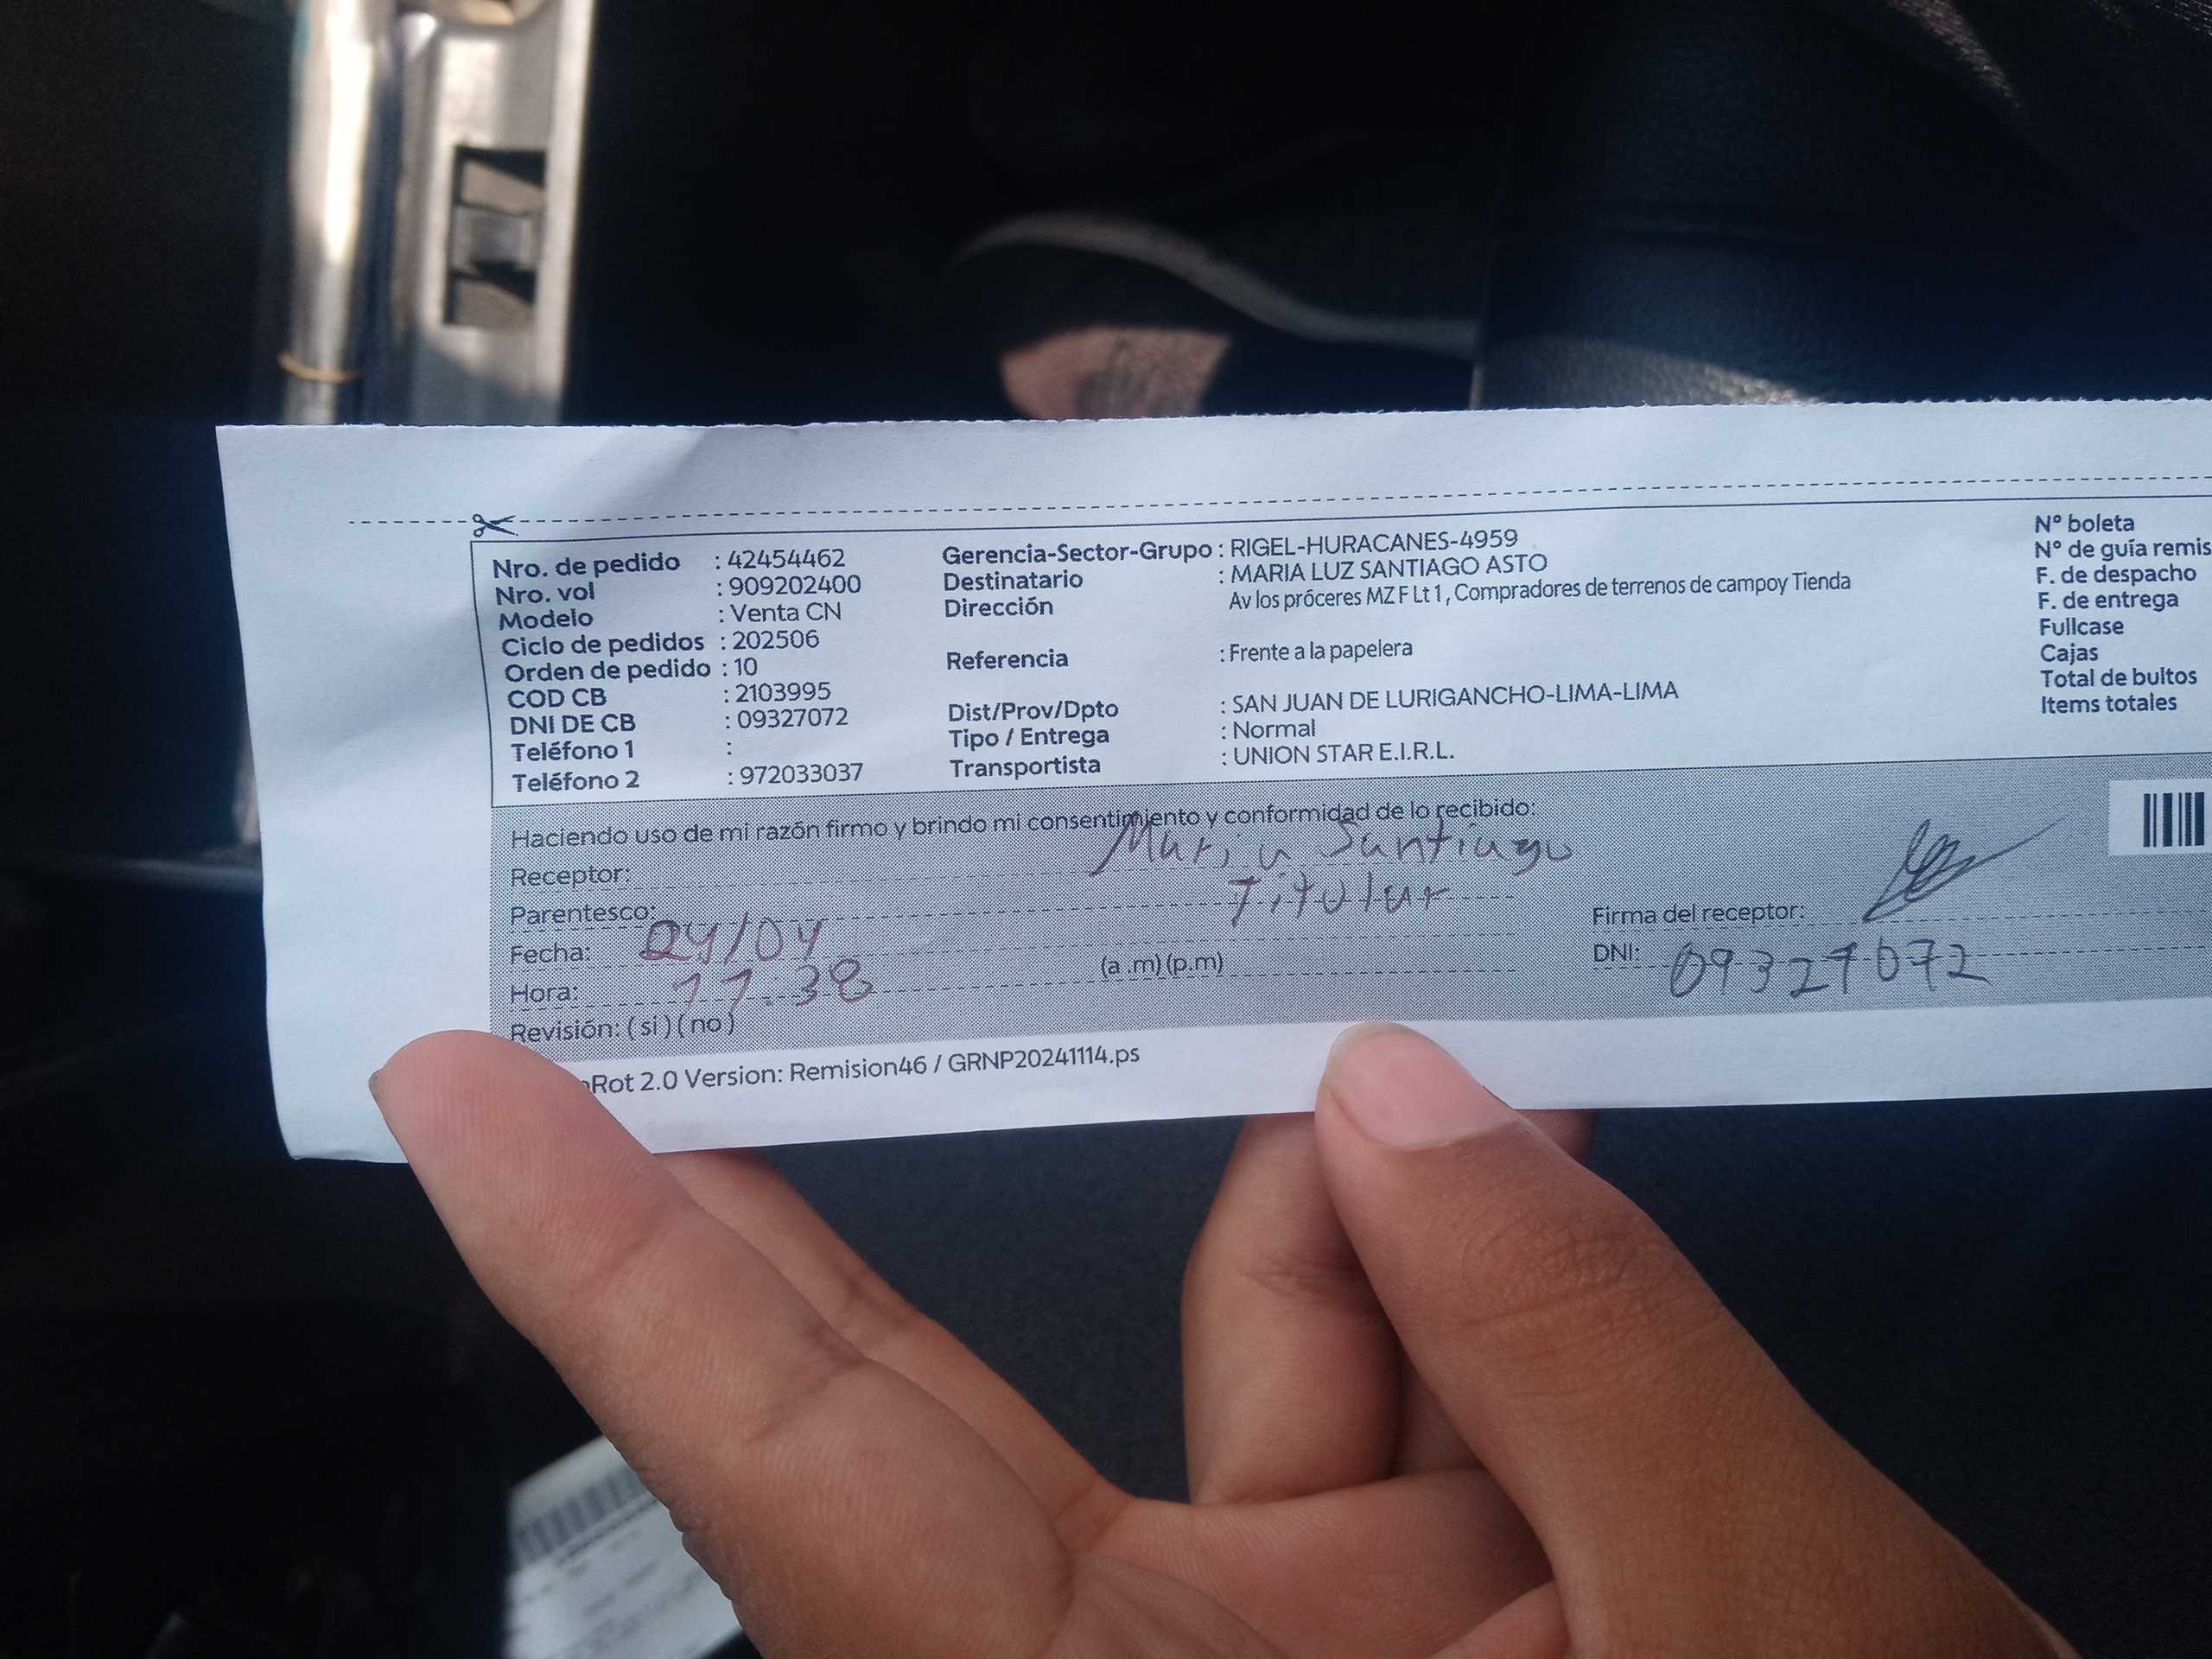 Nro. de pedido : 42454462
Nro. vol : 909202400
Modelo : Venta CN
Ciclo de pedidos : 202506
Orden de pedido : 10
COD CB : 2103995
DNI DE CB : 09327072
Teléfono 1 :
Teléfono 2 : 972033037
Gerencia-Sector-Grupo : RIGEL-HURACANES-4959
Destinatario : MARIA LUZ SANTIAGO ASTO
Dirección Av los próceres MZ F Lt 1, Compradores de terrenos de campoy Tienda
Referencia : Frente a la papelera
Dist/Prov/Dpto : SAN JUAN DE LURIGANCHO-LIMA-LIMA
Tipo / Entrega : Normal
Transportista : UNION STAR E.I.R.L.
Nº boleta
Nº de guía remis
F. de despacho
F. de entrega
Fullcase
Cajas
Total de bultos
Items totales
Haciendo uso de mi razón firmo y brindo mi consentimiento y conformidad de lo recibido:
Receptor: Maria Santiago
Parentesco: Titular
Fecha: 24/04
Hora: 11:38 (a .m) (p.m)
Revisión: ( si ) ( no )
Firma del receptor:
DNI: 09327072
Rot 2.0 Version: Remision46 / GRNP20241114.ps